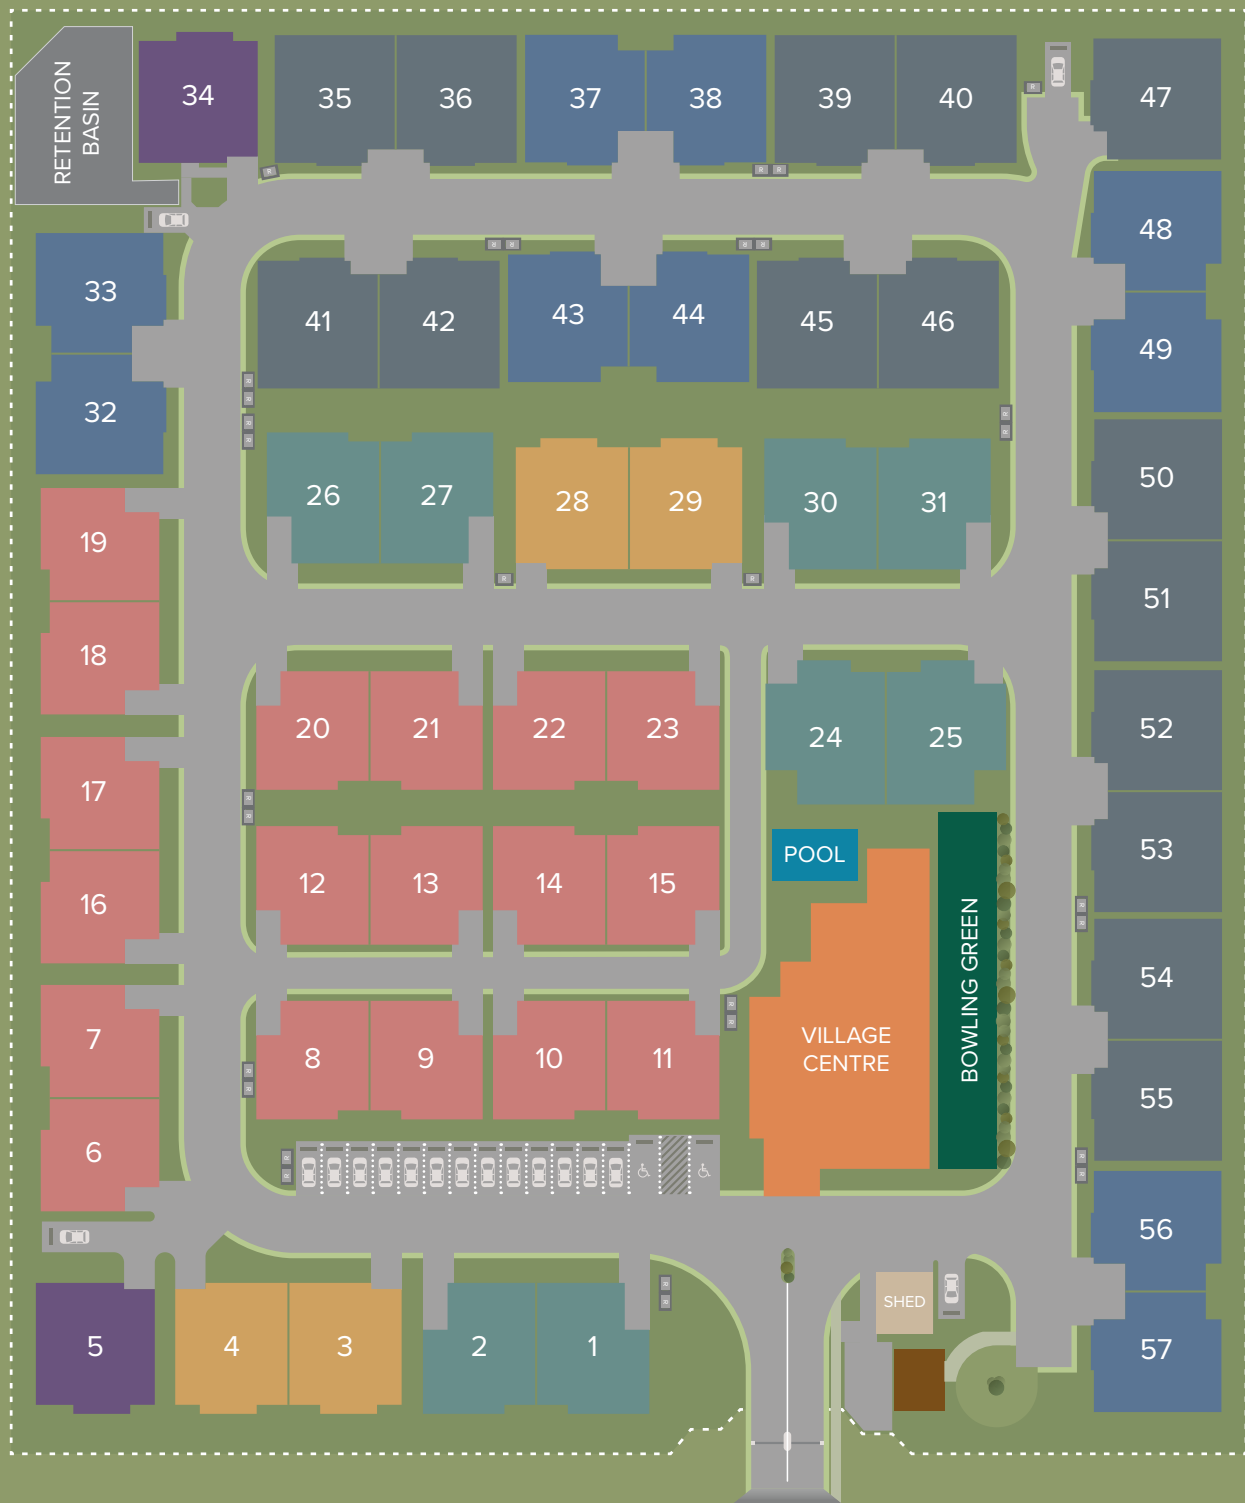 RETENTION
BASIN
34
35
36
37
38
39
40
47
R
R
R
R
48
33
R
R
R
R
41
42
43
44
45
46
49
32
R
R
R
R
R
R
50
26
27
28
29
30
31
19
R
R
51
18
20
21
22
23
24
25
52
17
R
R
POOL
53
12
13
14
15
16
R
R
BOWLING GREEN
54
7
8
9
10
11
R
R
VILLAGE
CENTRE
R
R
55
6
R
R
R
R
56
5
4
3
2
1
R
R
SHED
57